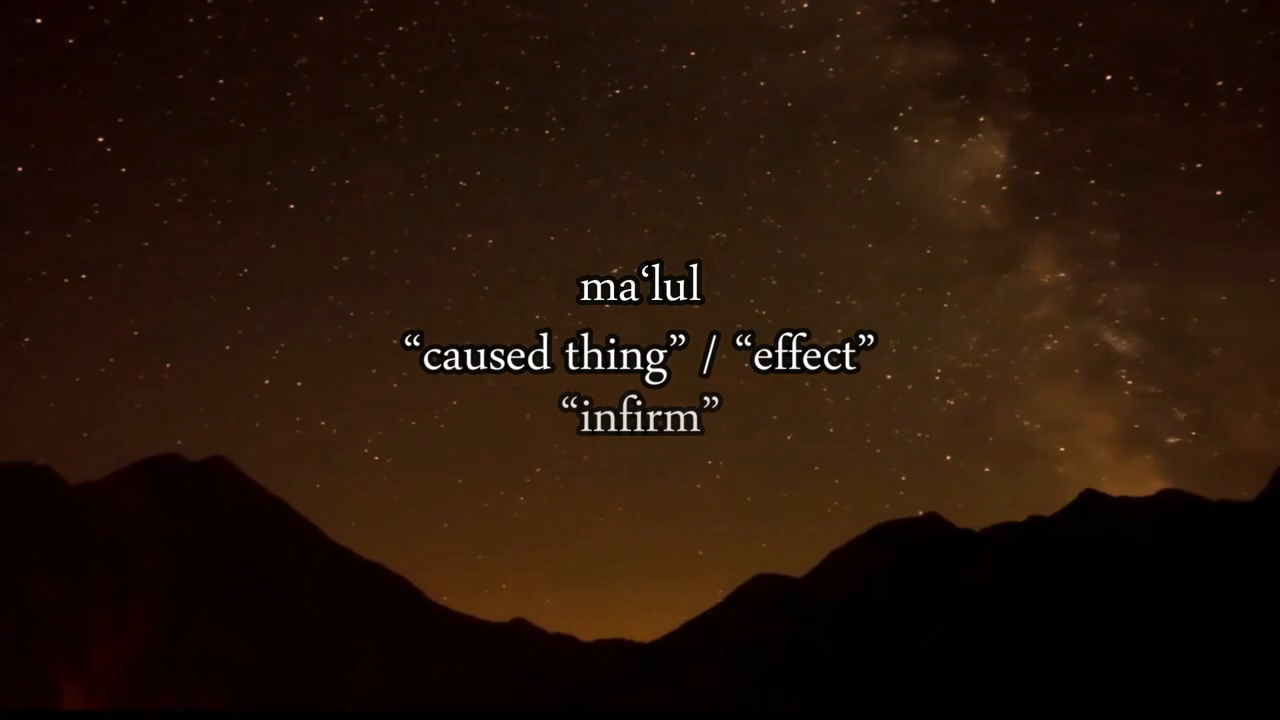 ma‘lul
“caused thing” / “effect”
“infirm”